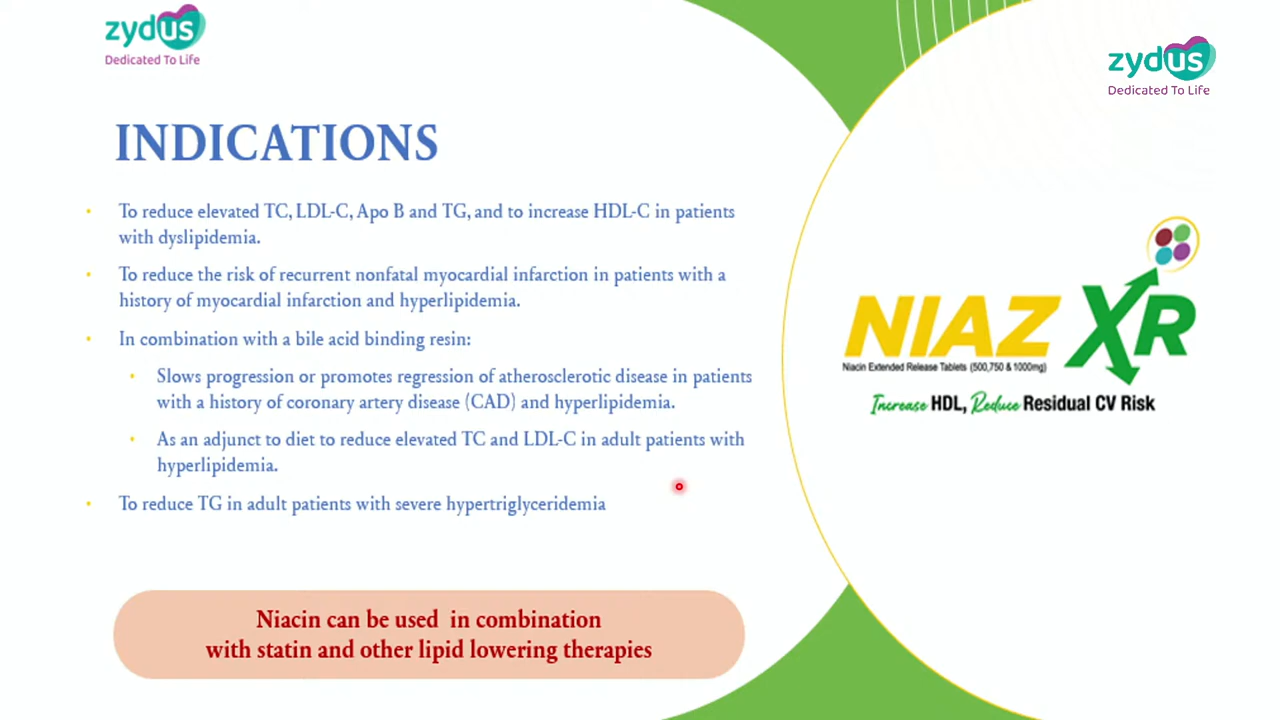 zydus
Dedicated To Life
zydus
Dedicated To Life
INDICATIONS
• To reduce elevated TC, LDL-C, Apo B and TG, and to increase HDL-C in patients
with dyslipidemia.
• To reduce the risk of recurrent nonfatal myocardial infarction in patients with a
history of myocardial infarction and hyperlipidemia.
• In combination with a bile acid binding resin:
• Slows progression or promotes regression of atherosclerotic disease in patients
with a history of coronary artery disease (CAD) and hyperlipidemia.
• As an adjunct to diet to reduce elevated TC and LDL-C in adult patients with
hyperlipidemia.
• To reduce TG in adult patients with severe hypertriglyceridemia
Niacin can be used in combination
with statin and other lipid lowering therapies
NIAZ XR
Niacin Extended Release Tablets (500,750 & 1000mg)
Increase HDL, Reduce Residual CV Risk